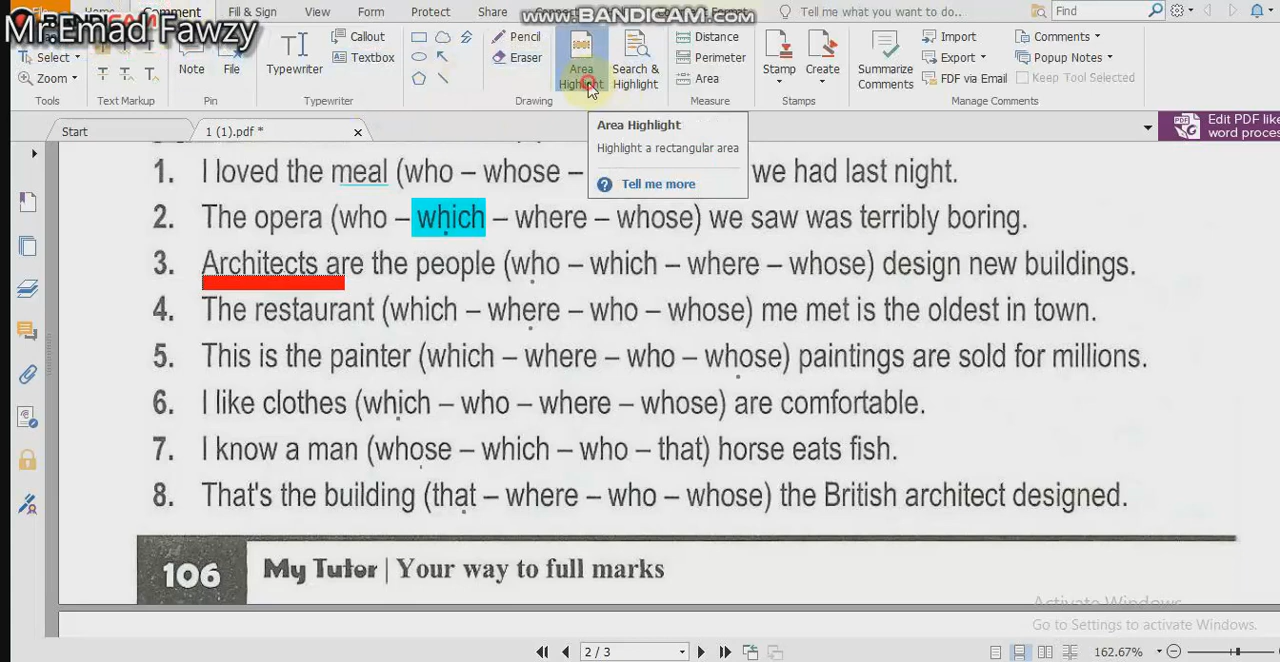 www.BANDICAM.com
Mr.Emad Fawzy
Home Comment Fill & Sign View Form Protect Share Connect Format Tell me what you want to do.. Find
Select Zoom Note File Typewriter Callout Textbox Pencil Eraser Area Highlight Search & Highlight Distance Perimeter Area Stamp Create Summarize Comments Import Export FDF via Email Comments Popup Notes Keep Tool Selected
Tools Text Markup Pin Typewriter Drawing Measure Stamps Manage Comments
Start 1 (1).pdf * Edit PDF like
word proces
Area Highlight
Highlight a rectangular area
Tell me more
1. I loved the meal (who – whose – we had last night.
2. The opera (who – which – where – whose) we saw was terribly boring.
3. Architects are the people (who – which – where – whose) design new buildings.
4. The restaurant (which – where – who – whose) me met is the oldest in town.
5. This is the painter (which – where – who – whose) paintings are sold for millions.
6. I like clothes (which – who – where – whose) are comfortable.
7. I know a man (whose – which – who – that) horse eats fish.
8. That's the building (that – where – who – whose) the British architect designed.
106 My Tutor | Your way to full marks
Activate Windows
Go to Settings to activate Windows.
2 / 3 162.67%